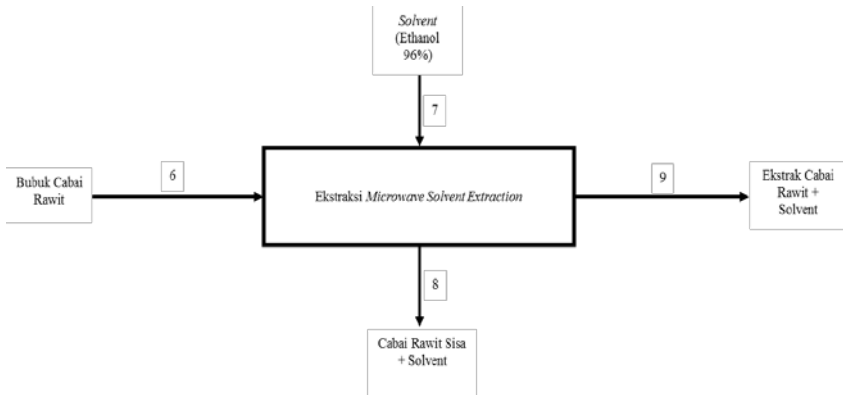 Solvent
(Ethanol
96%)
7
Bubuk Cabai
Rawit
6
Ekstraksi Microwave Solvent Extraction
9
Ekstrak Cabai
Rawit +
Solvent
8
Cabai Rawit Sisa
+ Solvent